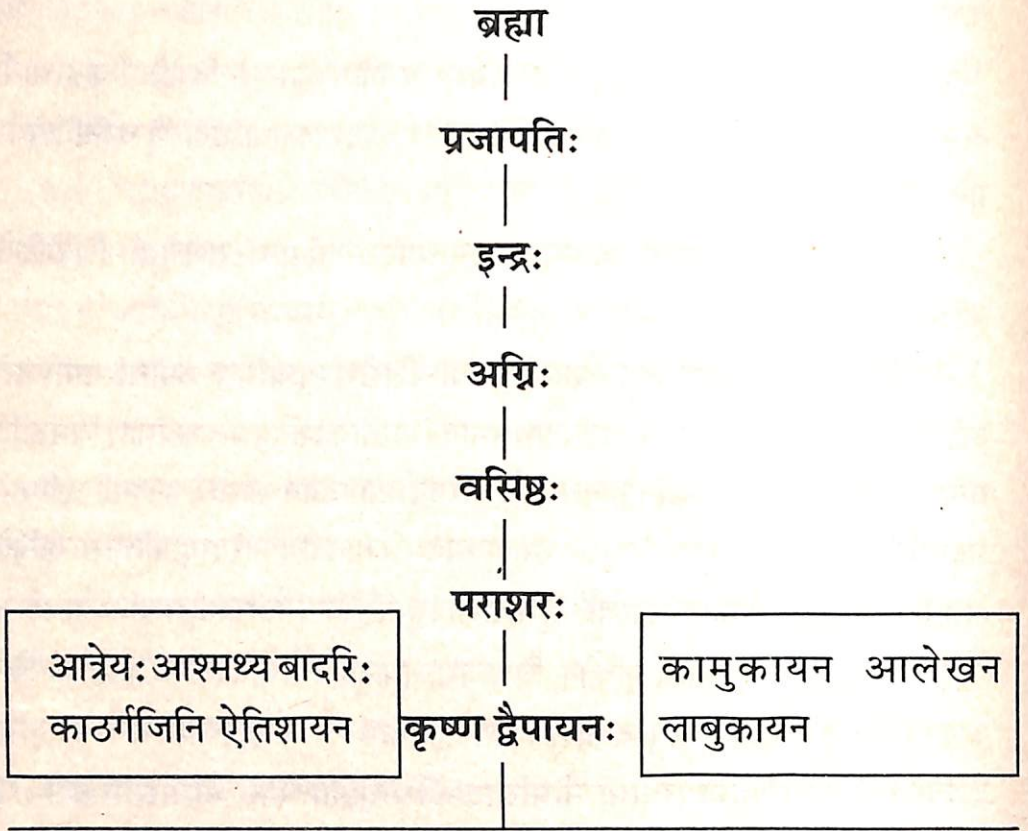 ब्रह्मा
प्रजापतिः
इन्द्रः
अग्निः
वसिष्ठः
पराशरः
आत्रेयः आश्मथ्य बादरिः
काठर्गजिनि ऐतिशायन
कृष्ण द्वैपायनः
कामुकायन आलेखन
लाबुकायन